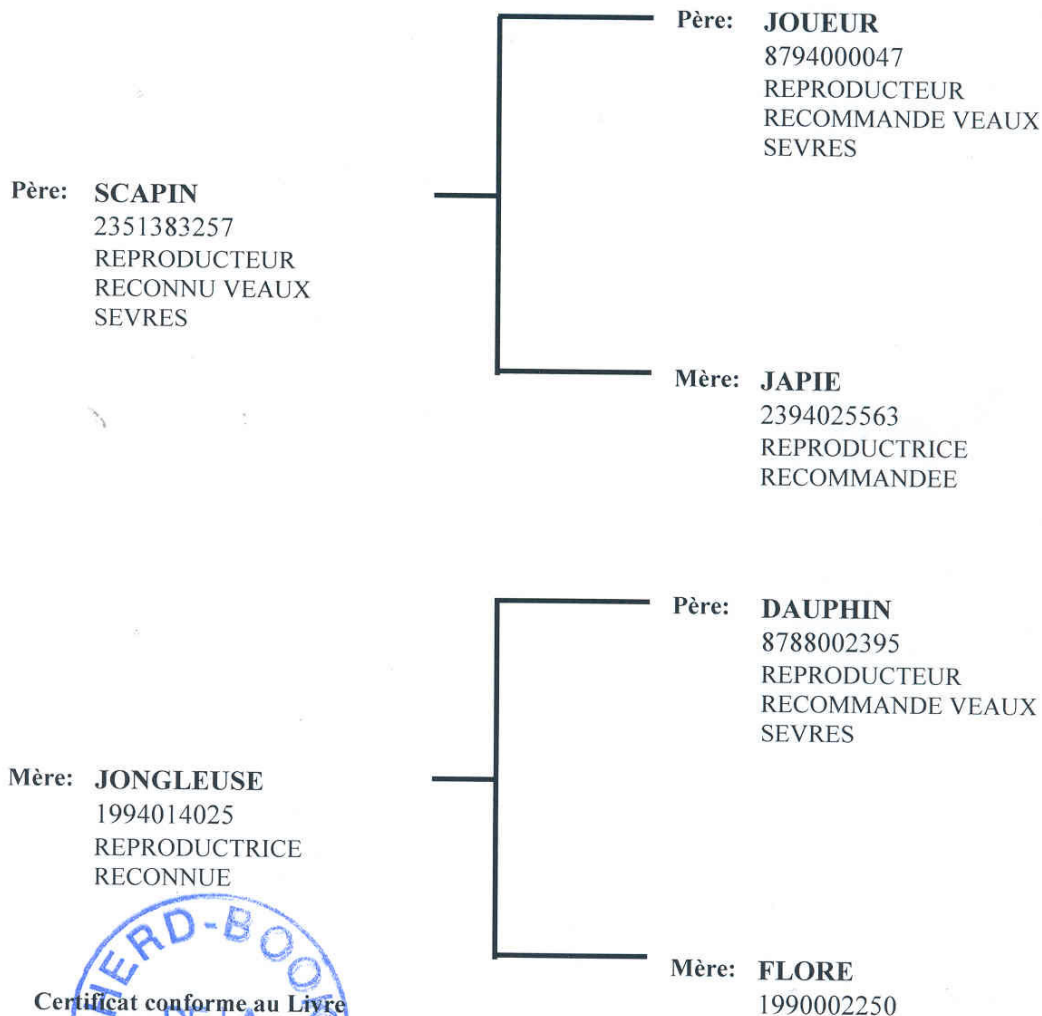 Père: JOUEUR
8794000047
REPRODUCTEUR
RECOMMANDE VEAUX
SEVRES
Père: SCAPIN
2351383257
REPRODUCTEUR
RECONNU VEAUX
SEVRES
Mère: JAPIE
2394025563
REPRODUCTRICE
RECOMMANDEE
Père: DAUPHIN
8788002395
REPRODUCTEUR
RECOMMANDE VEAUX
SEVRES
Mère: JONGLEUSE
1994014025
REPRODUCTRICE
RECONNUE
HERD-BOOK
Mère: FLORE
1990002250
Certificat conforme au Livre